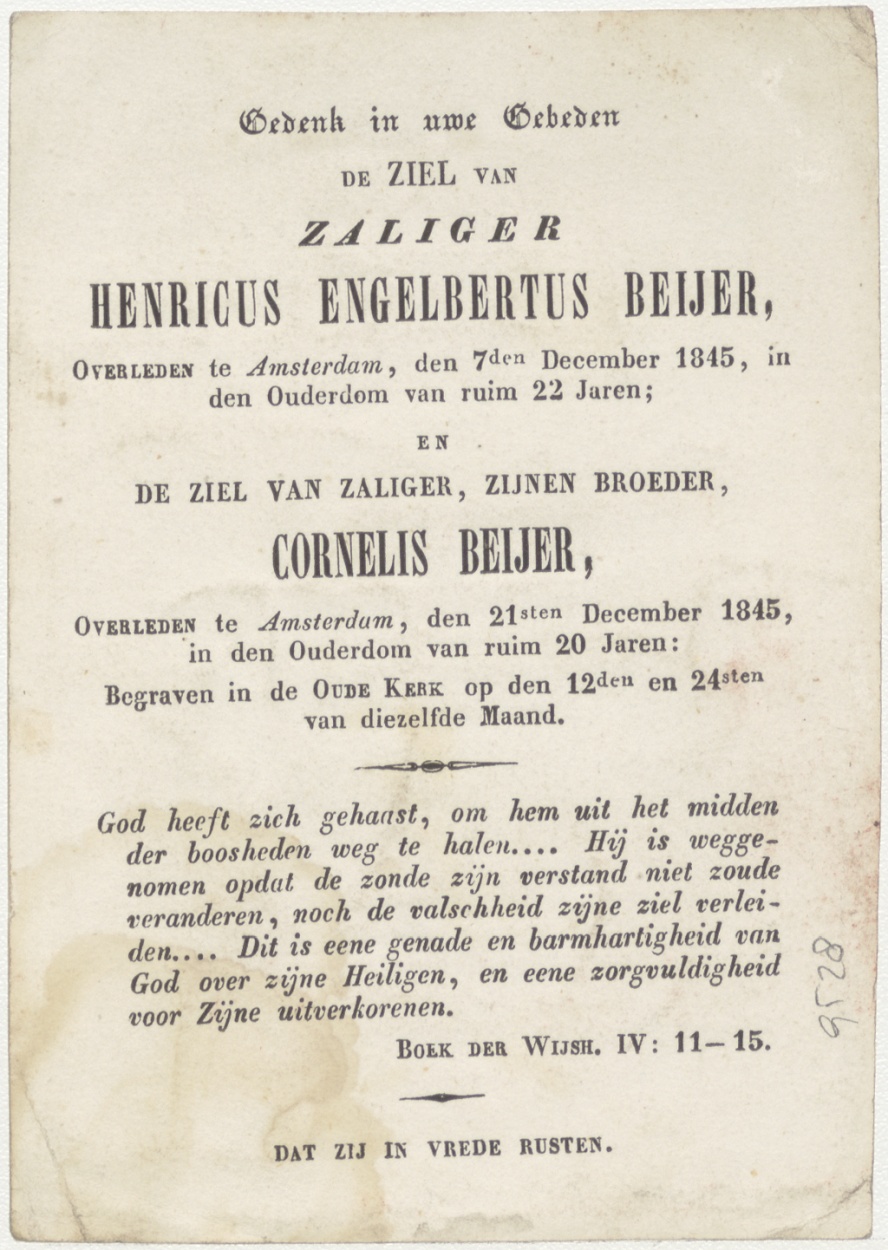 Gedenk in uwe Gebeden
DE ZIEL VAN
ZALIGER
HENRICUS ENGELBERTUS BEIJER,
OVERLEDEN te Amsterdam, den 7den December 1845, in
den Ouderdom van ruim 22 Jaren;
EN
DE ZIEL VAN ZALIGER, ZIJNEN BROEDER,
CORNELIS BEIJER,
OVERLEDEN te Amsterdam, den 21sten December 1845,
in den Ouderdom van ruim 20 Jaren:
Begraven in de OUDE KERK op den 12den en 24sten
van diezelfde Maand.
God heeft zich gehaast, om hem uit het midden
der boosheden weg te halen.... Hij is wegge-
nomen opdat de zonde zijn verstand niet zoude
veranderen, noch de valschheid zijne ziel verlei-
den.... Dit is eene genade en barmhartigheid van
God over zijne Heiligen, en eene zorgvuldigheid
voor Zijne uitverkorenen.
BOEK DER WIJSH. IV: 11—15.
DAT ZIJ IN VREDE RUSTEN.
9528